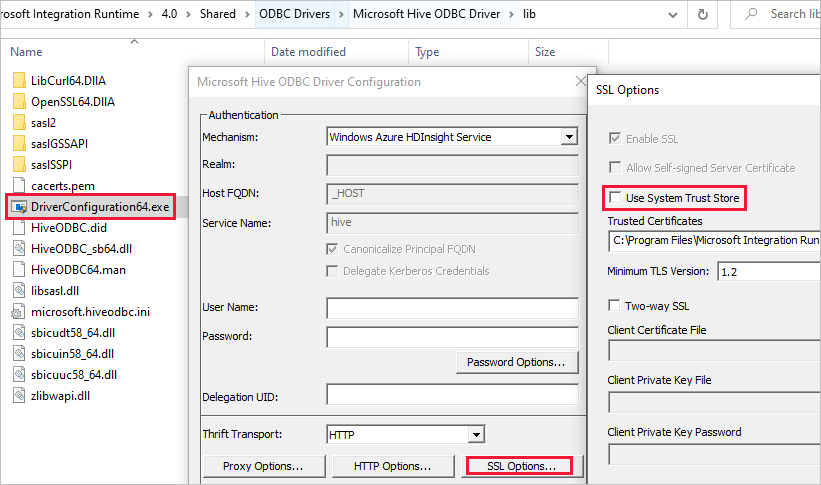 osoft Integration Runtime > 4.0 > Shared > ODBC Drivers > Microsoft Hive ODBC Driver > lib
Search lib
Name Date modified Type Size
LibCurl64.DllA
OpenSSL64.DllA
sasl2
saslGSSAPI
saslSSPI
cacerts.pem
DriverConfiguration64.exe
HiveODBC.did
HiveODBC_sb64.dll
HiveODBC64.man
libsasl.dll
microsoft.hiveodbc.ini
sbicudt58_64.dll
sbicuin58_64.dll
sbicuuc58_64.dll
zlibwapi.dll
Microsoft Hive ODBC Driver Configuration
Authentication
Mechanism: Windows Azure HDInsight Service
Realm:
Host FQDN: _HOST
Service Name: hive
Canonicalize Principal FQDN
Delegate Kerberos Credentials
User Name:
Password:
Password Options...
Delegation UID:
Thrift Transport: HTTP
Proxy Options... HTTP Options... SSL Options...
SSL Options
Enable SSL
Allow Self-signed Server Certificate
Use System Trust Store
Trusted Certificates
C:\Program Files\Microsoft Integration Run
Minimum TLS Version: 1.2
Two-way SSL
Client Certificate File
Client Private Key File
Client Private Key Password